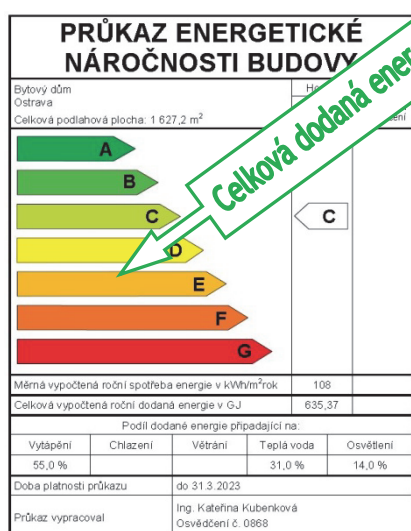 PRŮKAZ ENERGETICKÉ
NÁROČNOSTI BUDOVY
Bytový dům
Ostrava
Celková podlahová plocha: 1 627,2 m²
Celková dodaná
A
B
C
D
E
F
G
C
Měrná vypočtená roční spotřeba energie v kWh/m²rok 108
Celková vypočtená roční dodaná energie v GJ 635,37
Podíl dodané energie připadající na:
Vytápění Chlazení Větrání Teplá voda Osvětlení
55,0 % 31,0 % 14,0 %
Doba platnosti průkazu do 31.3.2023
Průkaz vypracoval Ing. Kateřina Kubenková
Osvědčení č. 0868